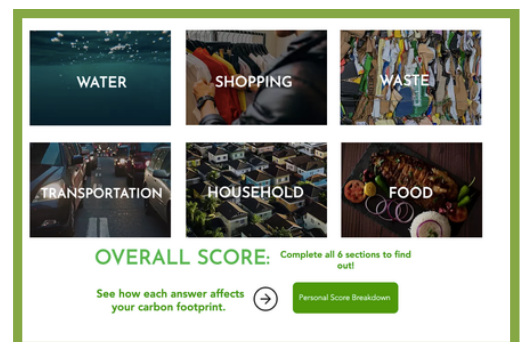 WATER
SHOPPING
WASTE
TRANSPORTATION
HOUSEHOLD
FOOD
OVERALL SCORE:
Complete all 6 sections to find
out!
See how each answer affects
your carbon footprint.
Personal Score Breakdown